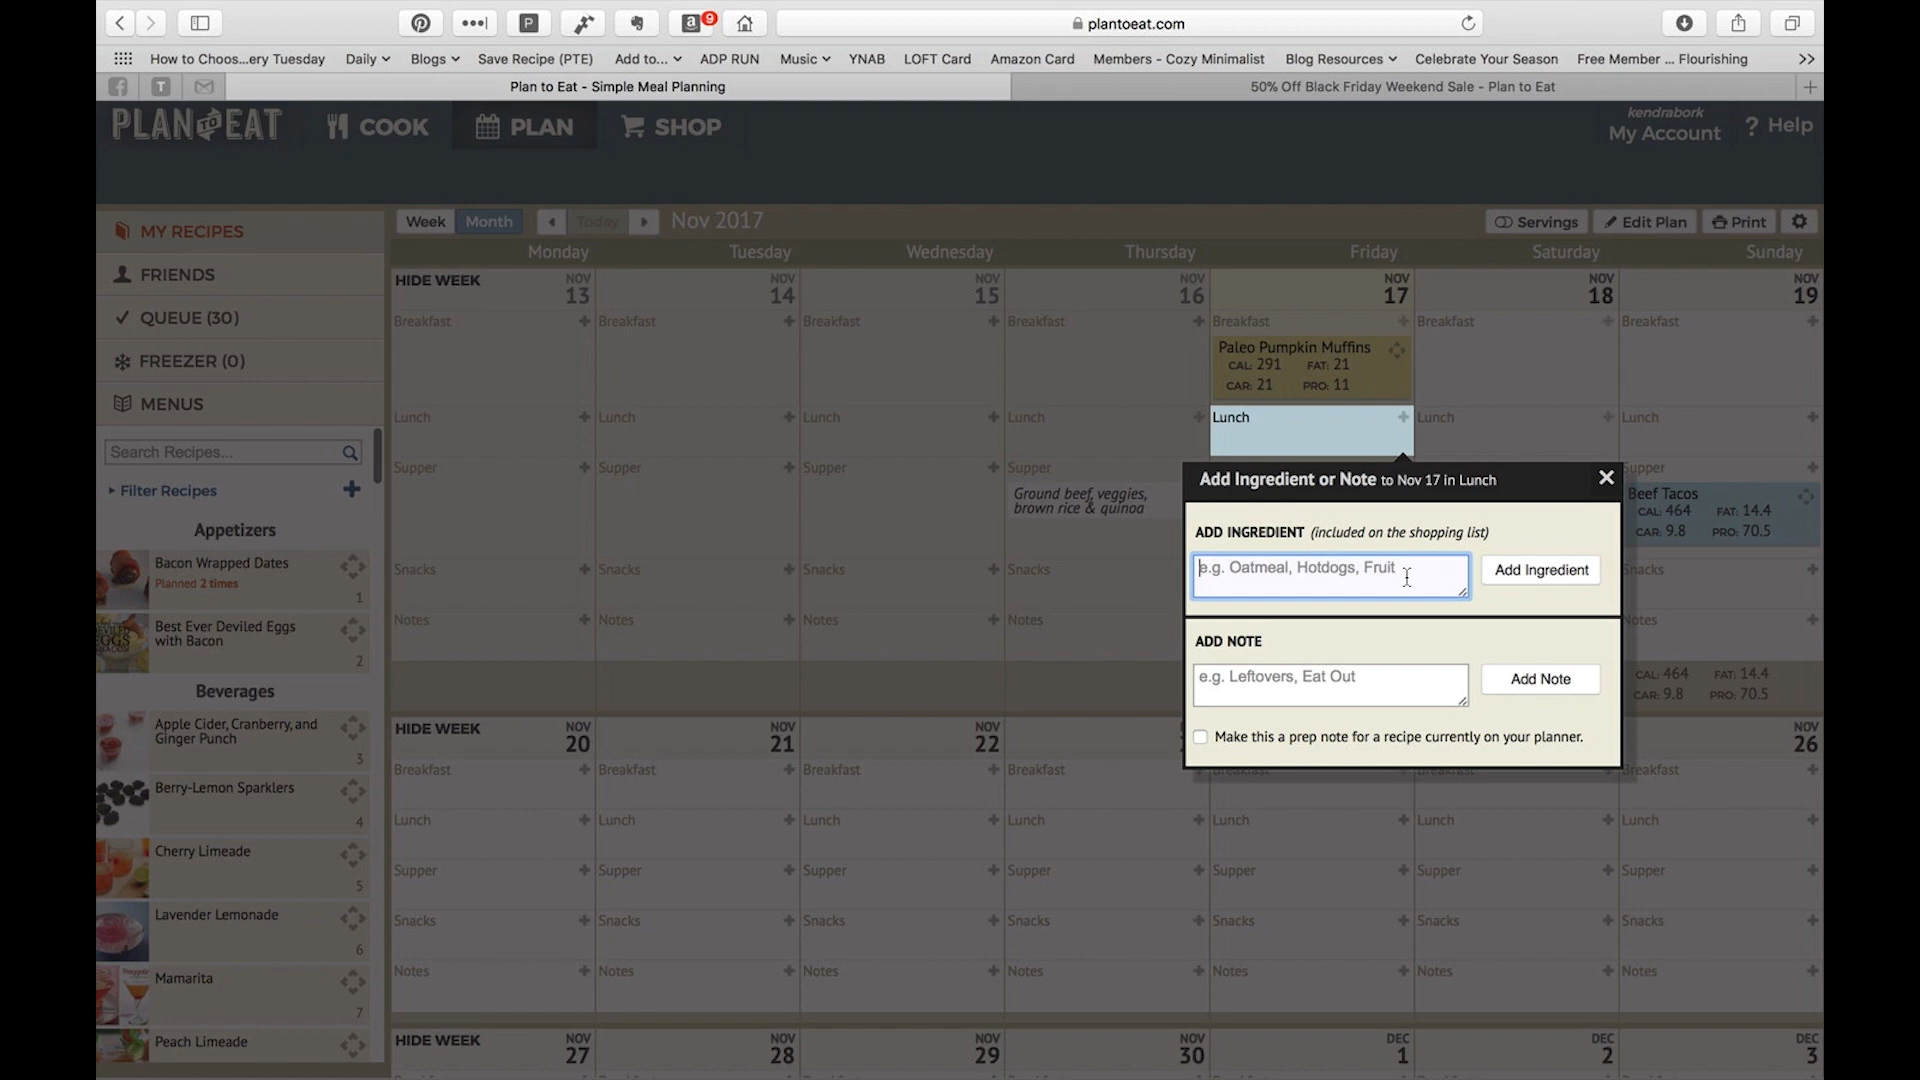 P
a
9
plantoeat.com
How to Choos...ery Tuesday
Daily
Blogs
Save Recipe (PTE)
Add to...
ADP RUN
Music
YNAB
LOFT Card
Amazon Card
Members - Cozy Minimalist
Blog Resources
Celebrate Your Season
Free Member ... Flourishing
T
Plan to Eat - Simple Meal Planning
50% Off Black Friday Weekend Sale - Plan to Eat
PLAN TO EAT
COOK
PLAN
SHOP
kendrabork
My Account
? Help
MY RECIPES
FRIENDS
QUEUE (30)
FREEZER (0)
MENUS
Search Recipes...
Filter Recipes
Appetizers
Bacon Wrapped Dates
Planned 2 times
1
Best Ever Deviled Eggs
with Bacon
2
Beverages
Apple Cider, Cranberry, and
Ginger Punch
3
Berry-Lemon Sparklers
4
Cherry Limeade
5
Lavender Lemonade
6
Mamarita
7
Peach Limeade
Week
Month
Today
Nov 2017
Servings
Edit Plan
Print
Monday
Tuesday
Wednesday
Thursday
Friday
Saturday
Sunday
HIDE WEEK
NOV 13
NOV 14
NOV 15
NOV 16
NOV 17
NOV 18
NOV 19
Breakfast
Breakfast
Breakfast
Breakfast
Breakfast
Breakfast
Breakfast
Paleo Pumpkin Muffins
CAL: 291 FAT: 21
CAR: 21 PRO: 11
Lunch
Lunch
Lunch
Lunch
Lunch
Lunch
Lunch
Supper
Supper
Supper
Supper
Supper
Ground beef, veggies,
brown rice & quinoa
Beef Tacos
CAL: 464 FAT: 14.4
CAR: 9.8 PRO: 70.5
Snacks
Snacks
Snacks
Snacks
Snacks
Notes
Notes
Notes
Notes
Notes
CAL: 464 FAT: 14.4
CAR: 9.8 PRO: 70.5
Add Ingredient or Note to Nov 17 in Lunch
ADD INGREDIENT (included on the shopping list)
e.g. Oatmeal, Hotdogs, Fruit
Add Ingredient
ADD NOTE
e.g. Leftovers, Eat Out
Add Note
Make this a prep note for a recipe currently on your planner.
HIDE WEEK
NOV 20
NOV 21
NOV 22
NOV 26
Breakfast
Breakfast
Breakfast
Breakfast
Breakfast
Breakfast
Breakfast
Lunch
Lunch
Lunch
Lunch
Lunch
Lunch
Lunch
Supper
Supper
Supper
Supper
Supper
Supper
Supper
Snacks
Snacks
Snacks
Snacks
Snacks
Snacks
Snacks
Notes
Notes
Notes
Notes
Notes
Notes
Notes
HIDE WEEK
NOV 27
NOV 28
NOV 29
NOV 30
DEC 1
DEC 2
DEC 3